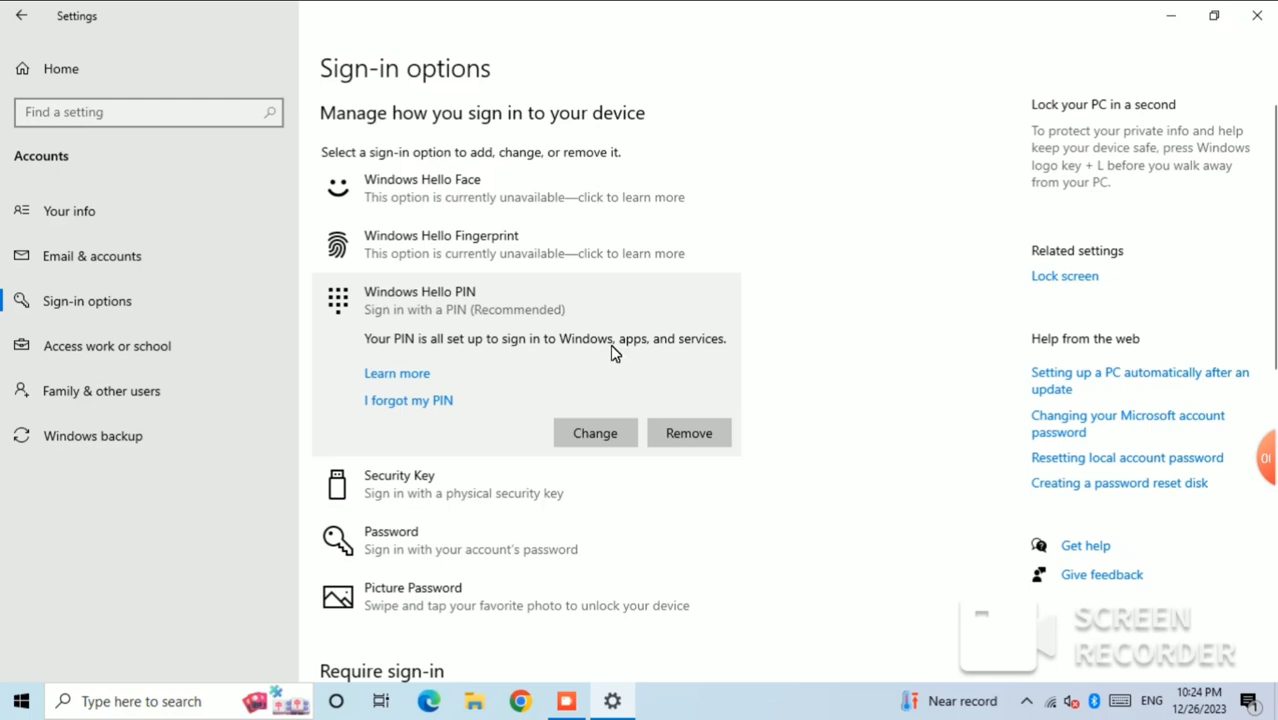 Settings
Home
Find a setting
Accounts
Your info
Email & accounts
Sign-in options
Access work or school
Family & other users
Windows backup
Sign-in options
Manage how you sign in to your device
Select a sign-in option to add, change, or remove it.
Windows Hello Face
This option is currently unavailable—click to learn more
Windows Hello Fingerprint
This option is currently unavailable—click to learn more
Windows Hello PIN
Sign in with a PIN (Recommended)
Your PIN is all set up to sign in to Windows, apps, and services.
Learn more
I forgot my PIN
Change
Remove
Security Key
Sign in with a physical security key
Password
Sign in with your account's password
Picture Password
Swipe and tap your favorite photo to unlock your device
Require sign-in
Lock your PC in a second
To protect your private info and help
keep your device safe, press Windows
logo key + L before you walk away
from your PC.
Related settings
Lock screen
Help from the web
Setting up a PC automatically after an
update
Changing your Microsoft account
password
Resetting local account password
Creating a password reset disk
Get help
Give feedback
00
SCREEN
RECORDER
Type here to search
Near record
ENG
10:24 PM
12/26/2023
1